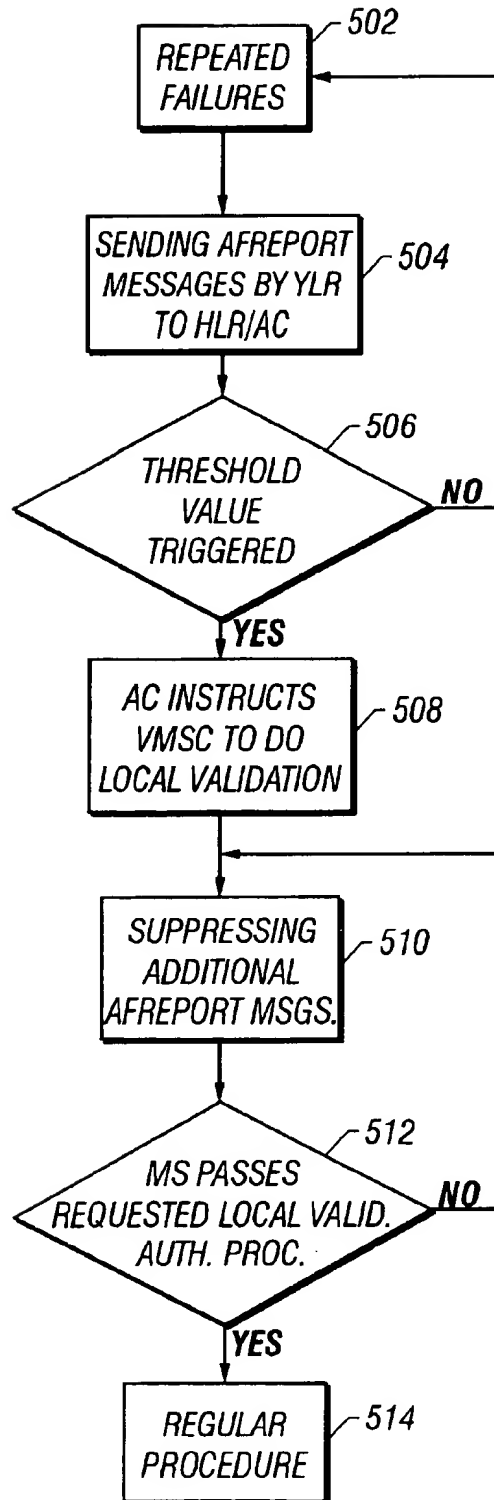 502
REPEATED
FAILURES
SENDING AFREPORT
MESSAGES BY YLR
TO HLR/AC
504
506
THRESHOLD
VALUE
TRIGGERED
NO
YES
AC INSTRUCTS
VMSC TO DO
LOCAL VALIDATION
508
SUPPRESSING
ADDITIONAL
AFREPORT MSGS.
510
512
MS PASSES
REQUESTED LOCAL VALID.
AUTH. PROC.
NO
YES
REGULAR
PROCEDURE
514